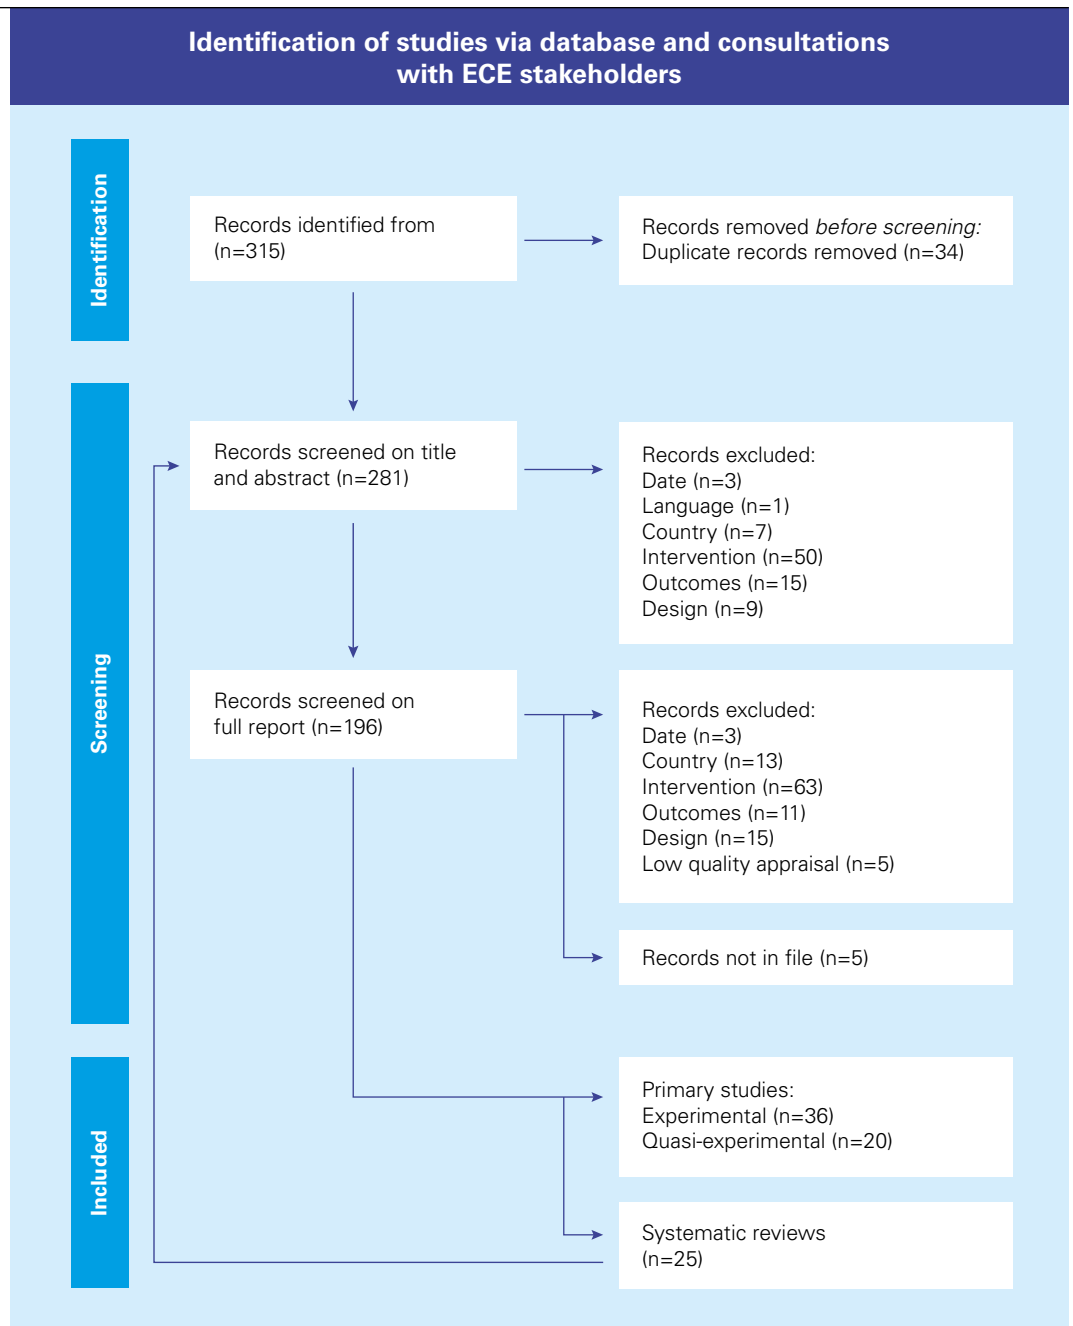 Identification of studies via database and consultations
with ECE stakeholders
Identification
Records identified from
(n=315)
Records removed before screening:
Duplicate records removed (n=34)
Screening
Records screened on title
and abstract (n=281)
Records excluded:
Date (n=3)
Language (n=1)
Country (n=7)
Intervention (n=50)
Outcomes (n=15)
Design (n=9)
Records screened on
full report (n=196)
Records excluded:
Date (n=3)
Country (n=13)
Intervention (n=63)
Outcomes (n=11)
Design (n=15)
Low quality appraisal (n=5)
Records not in file (n=5)
Included
Primary studies:
Experimental (n=36)
Quasi-experimental (n=20)
Systematic reviews
(n=25)